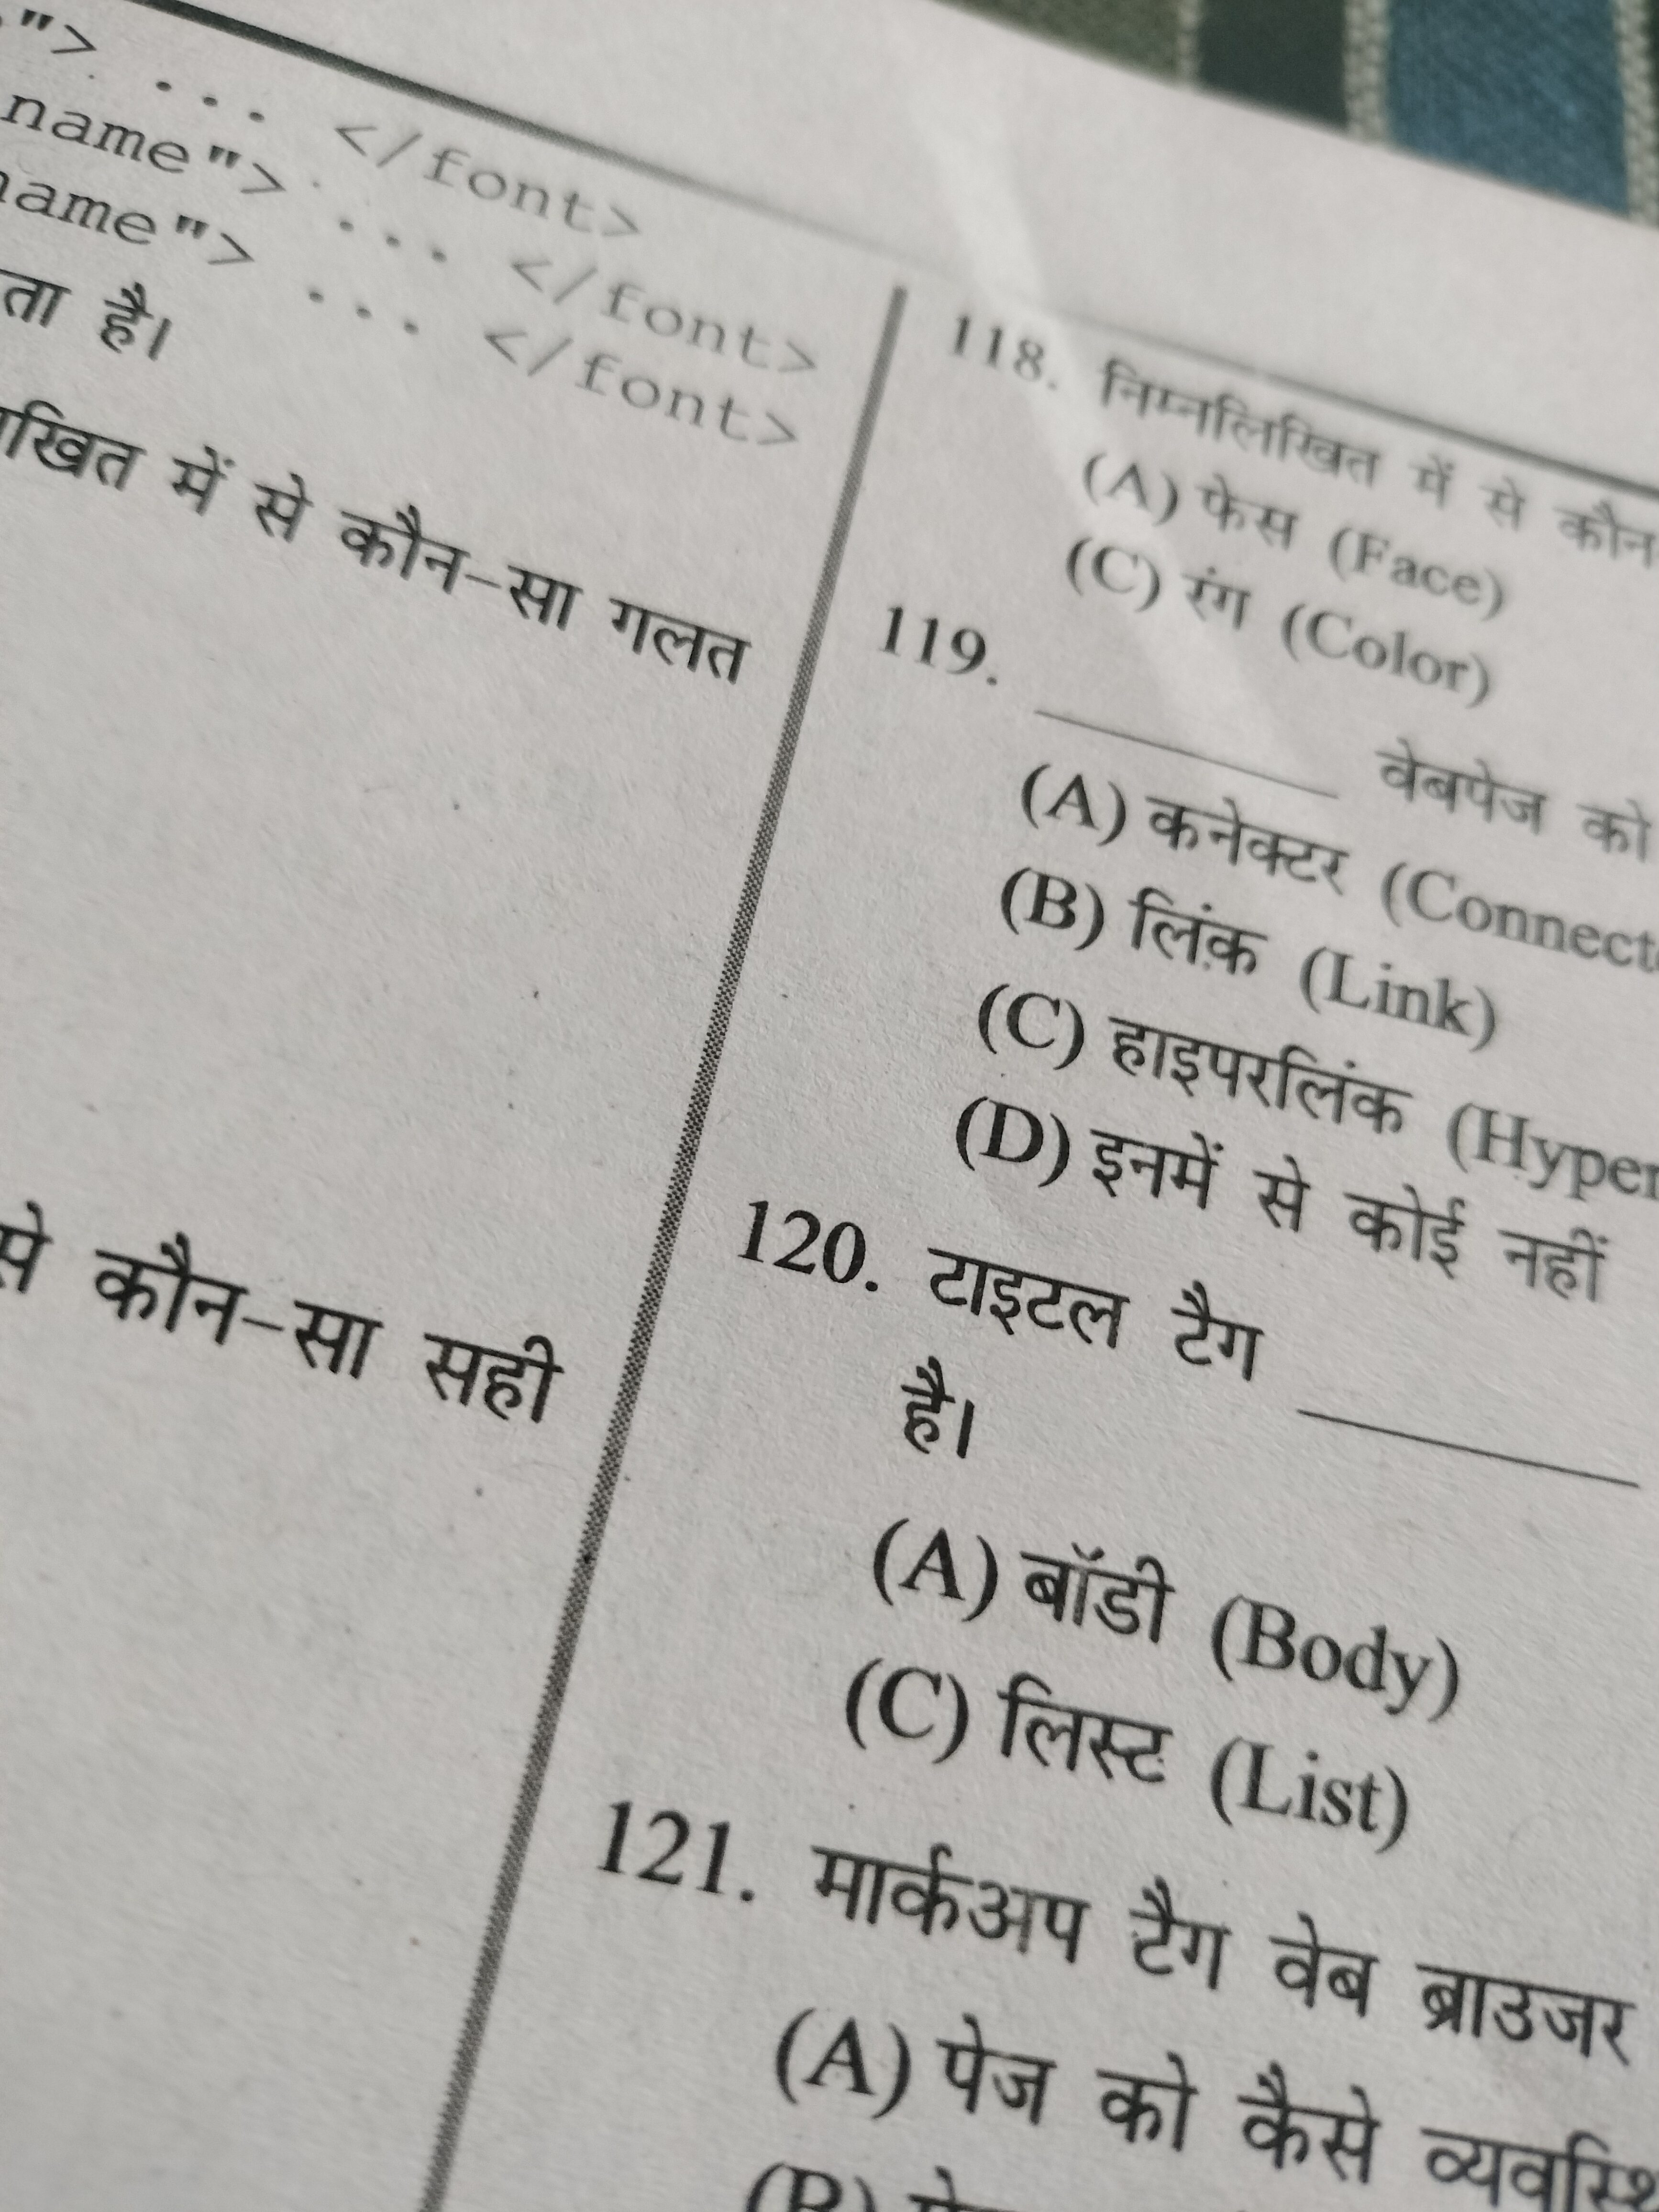 "> ... </font>
name"> ... </font>
ame"> ... </font>
ता है।
खित में से कौन-सा गलत
से कौन-सा सही
118. निम्नलिखित में से कौन
(A) फेस (Face)
(C) रंग (Color)
119. ______ वेबपेज को
(A) कनेक्टर (Connect
(B) लिंक़ (Link)
(C) हाइपरलिंक (Hyper
(D) इनमें से कोई नहीं
120. टाइटल टैग ______
है।
(A) बॉडी (Body)
(C) लिस्ट (List)
121. मार्कअप टैग वेब ब्राउजर
(A) पेज को कैसे व्यवस्थि
(B)